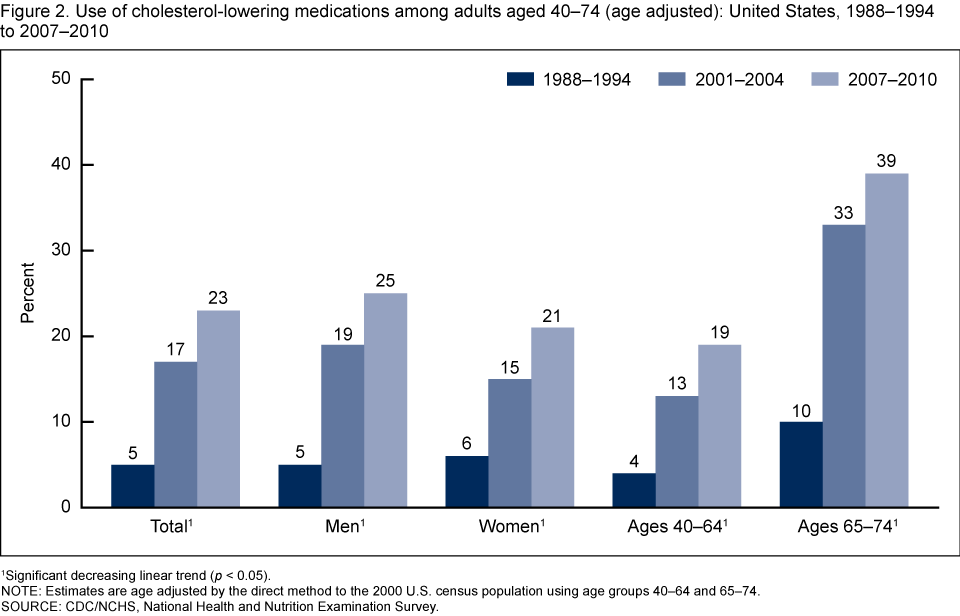 Figure 2. Use of cholesterol-lowering medications among adults aged 40–74 (age adjusted): United States, 1988–1994
to 2007–2010
50
1988–1994
2001–2004
2007–2010
40
30
20
10
0
Percent
5
17
23
5
19
25
6
15
21
4
13
19
10
33
39
Total¹
Men¹
Women¹
Ages 40–64¹
Ages 65–74¹
¹Significant decreasing linear trend (p < 0.05).
NOTE: Estimates are age adjusted by the direct method to the 2000 U.S. census population using age groups 40–64 and 65–74.
SOURCE: CDC/NCHS, National Health and Nutrition Examination Survey.